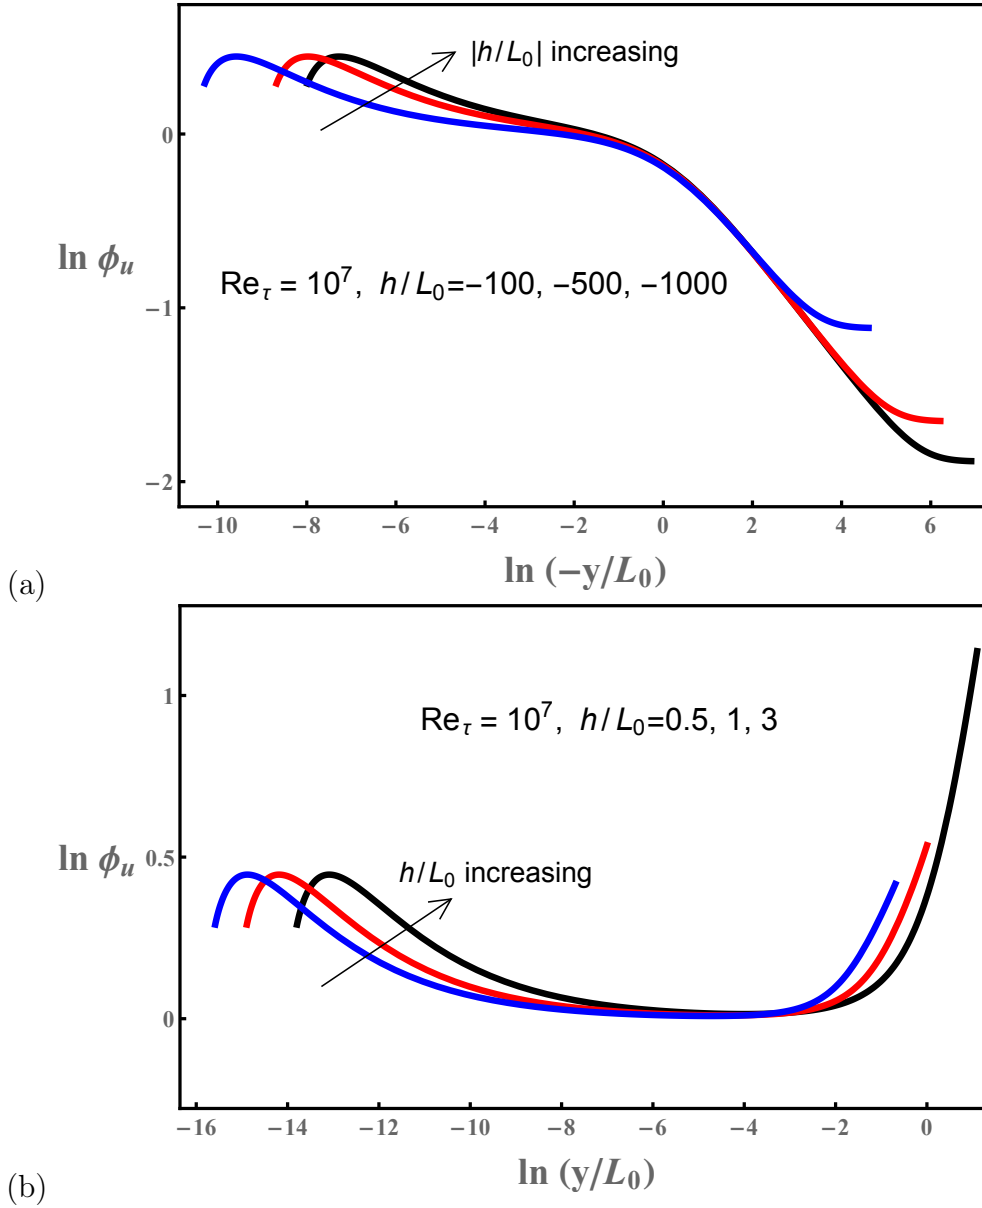 0
−1
−2
ln ϕᵤ
|h/L₀| increasing
Re_τ = 10⁷, h/L₀=−100, −500, −1000
−10 −8 −6 −4 −2 0 2 4 6
ln (−y/L₀)
(a)
1
0.5
0
ln ϕᵤ
Re_τ = 10⁷, h/L₀=0.5, 1, 3
h/L₀ increasing
−16 −14 −12 −10 −8 −6 −4 −2 0
ln (y/L₀)
(b)